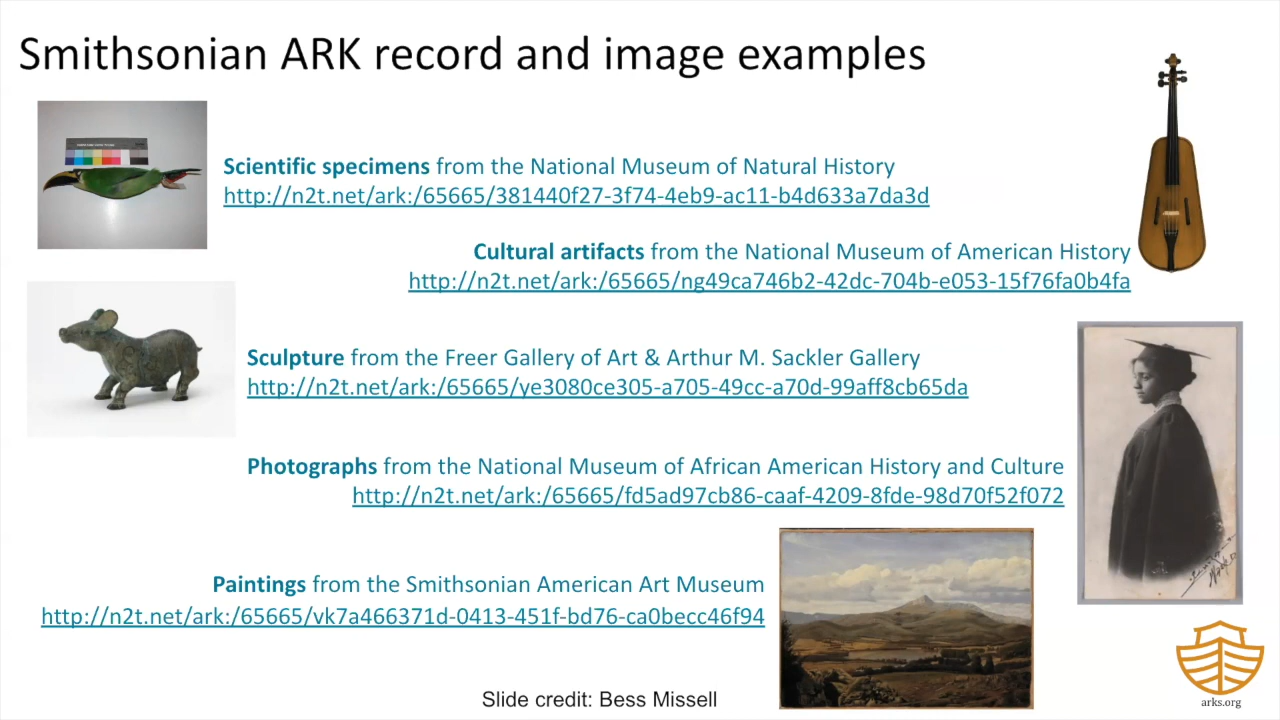 Smithsonian ARK record and image examples
Scientific specimens from the National Museum of Natural History
http://n2t.net/ark:/65665/381440f27-3f74-4eb9-ac11-b4d633a7da3d
Cultural artifacts from the National Museum of American History
http://n2t.net/ark:/65665/ng49ca746b2-42dc-704b-e053-15f76fa0b4fa
Sculpture from the Freer Gallery of Art & Arthur M. Sackler Gallery
http://n2t.net/ark:/65665/ye3080ce305-a705-49cc-a70d-99aff8cb65da
Photographs from the National Museum of African American History and Culture
http://n2t.net/ark:/65665/fd5ad97cb86-caaf-4209-8fde-98d70f52f072
Paintings from the Smithsonian American Art Museum
http://n2t.net/ark:/65665/vk7a466371d-0413-451f-bd76-ca0becc46f94
Slide credit: Bess Missell
arks.org